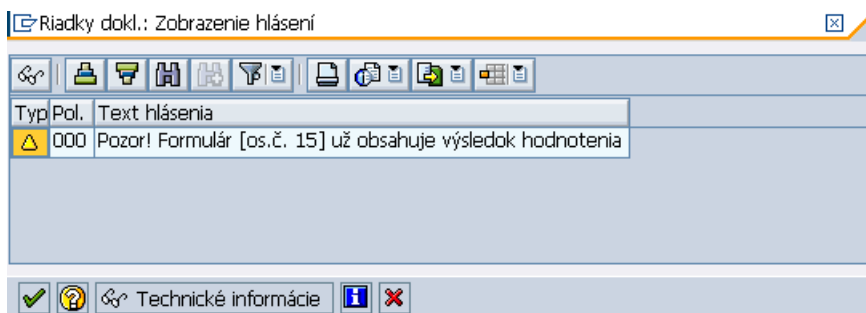 Riadky dokl.: Zobrazenie hlásení
Typ Pol. Text hlásenia
000 Pozor! Formulár [os.č. 15] už obsahuje výsledok hodnotenia
Technické informácie